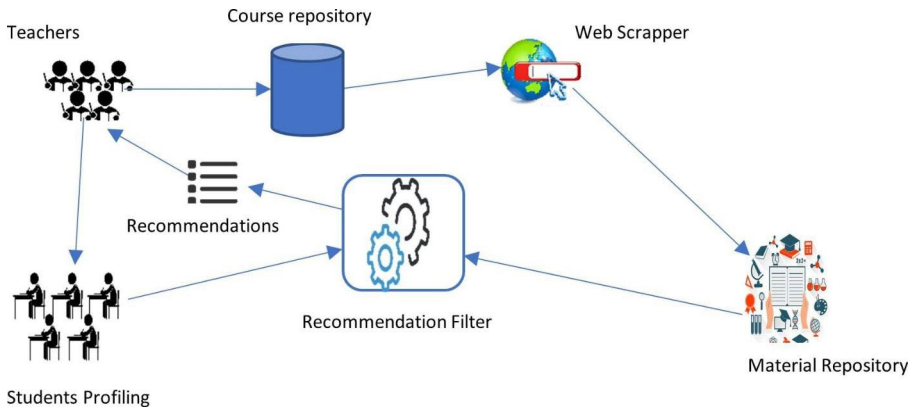 Course repository
Teachers
Web Scrapper
Recommendations
Recommendation Filter
Material Repository
Students Profiling